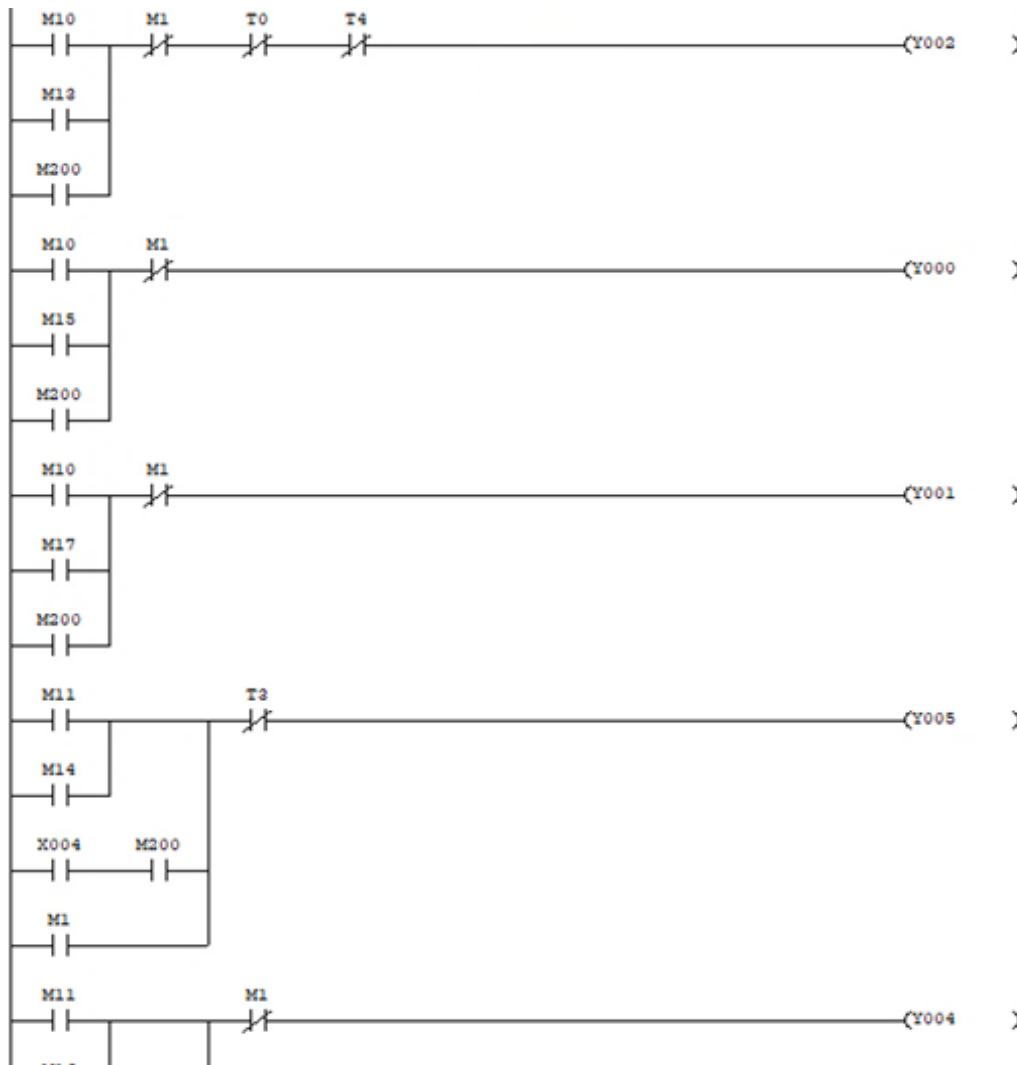 M10 M1 T0 T4
(Y002 )
M13
M200
M10 M1
(Y000 )
M15
M200
M10 M1
(Y001 )
M17
M200
M11 T3
(Y005 )
M14
X004 M200
M1
M11 M1
(Y004 )